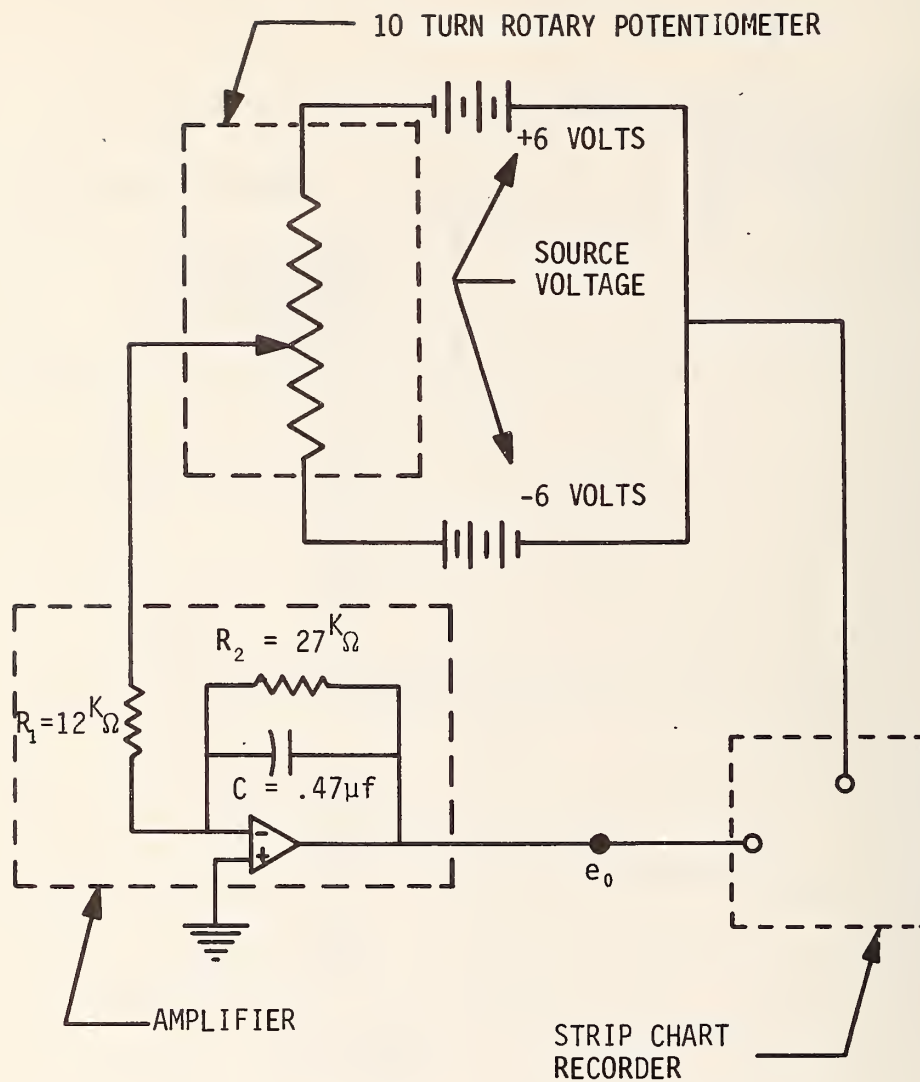 10 TURN ROTARY POTENTIOMETER
+6 VOLTS
SOURCE
VOLTAGE
-6 VOLTS
R₂ = 27ᴷΩ
R₁=12ᴷΩ
C = .47µf
-
+
e₀
AMPLIFIER
STRIP CHART
RECORDER